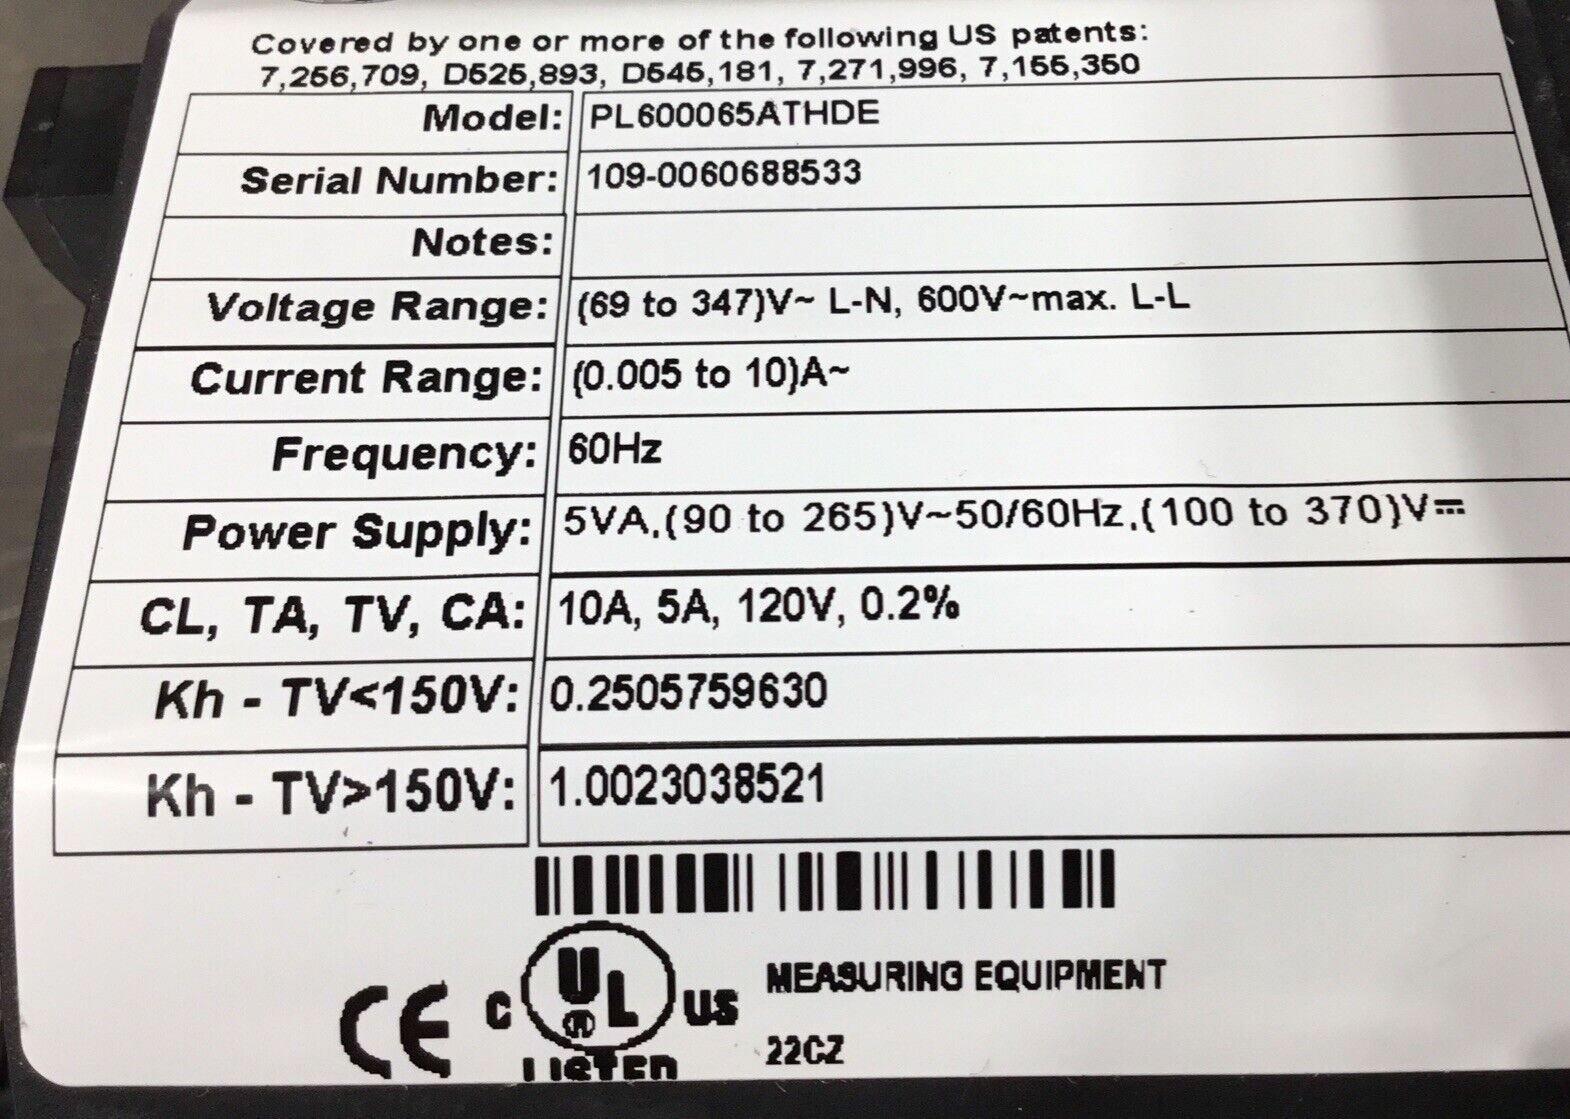 Covered by one or more of the following US patents:
7,256,709, D525,893, D545,181, 7,271,996, 7,155,350
Model: PL600065ATHDE
Serial Number: 109-0060688533
Notes:
Voltage Range: (69 to 347)V~ L-N, 600V~max. L-L
Current Range: (0.005 to 10)A~
Frequency: 60Hz
Power Supply: 5VA,(90 to 265)V~50/60Hz,(100 to 370)V⎓
CL, TA, TV, CA: 10A, 5A, 120V, 0.2%
Kh - TV<150V: 0.2505759630
Kh - TV>150V: 1.0023038521
CE C UL US MEASURING EQUIPMENT
® LISTED 22CZ